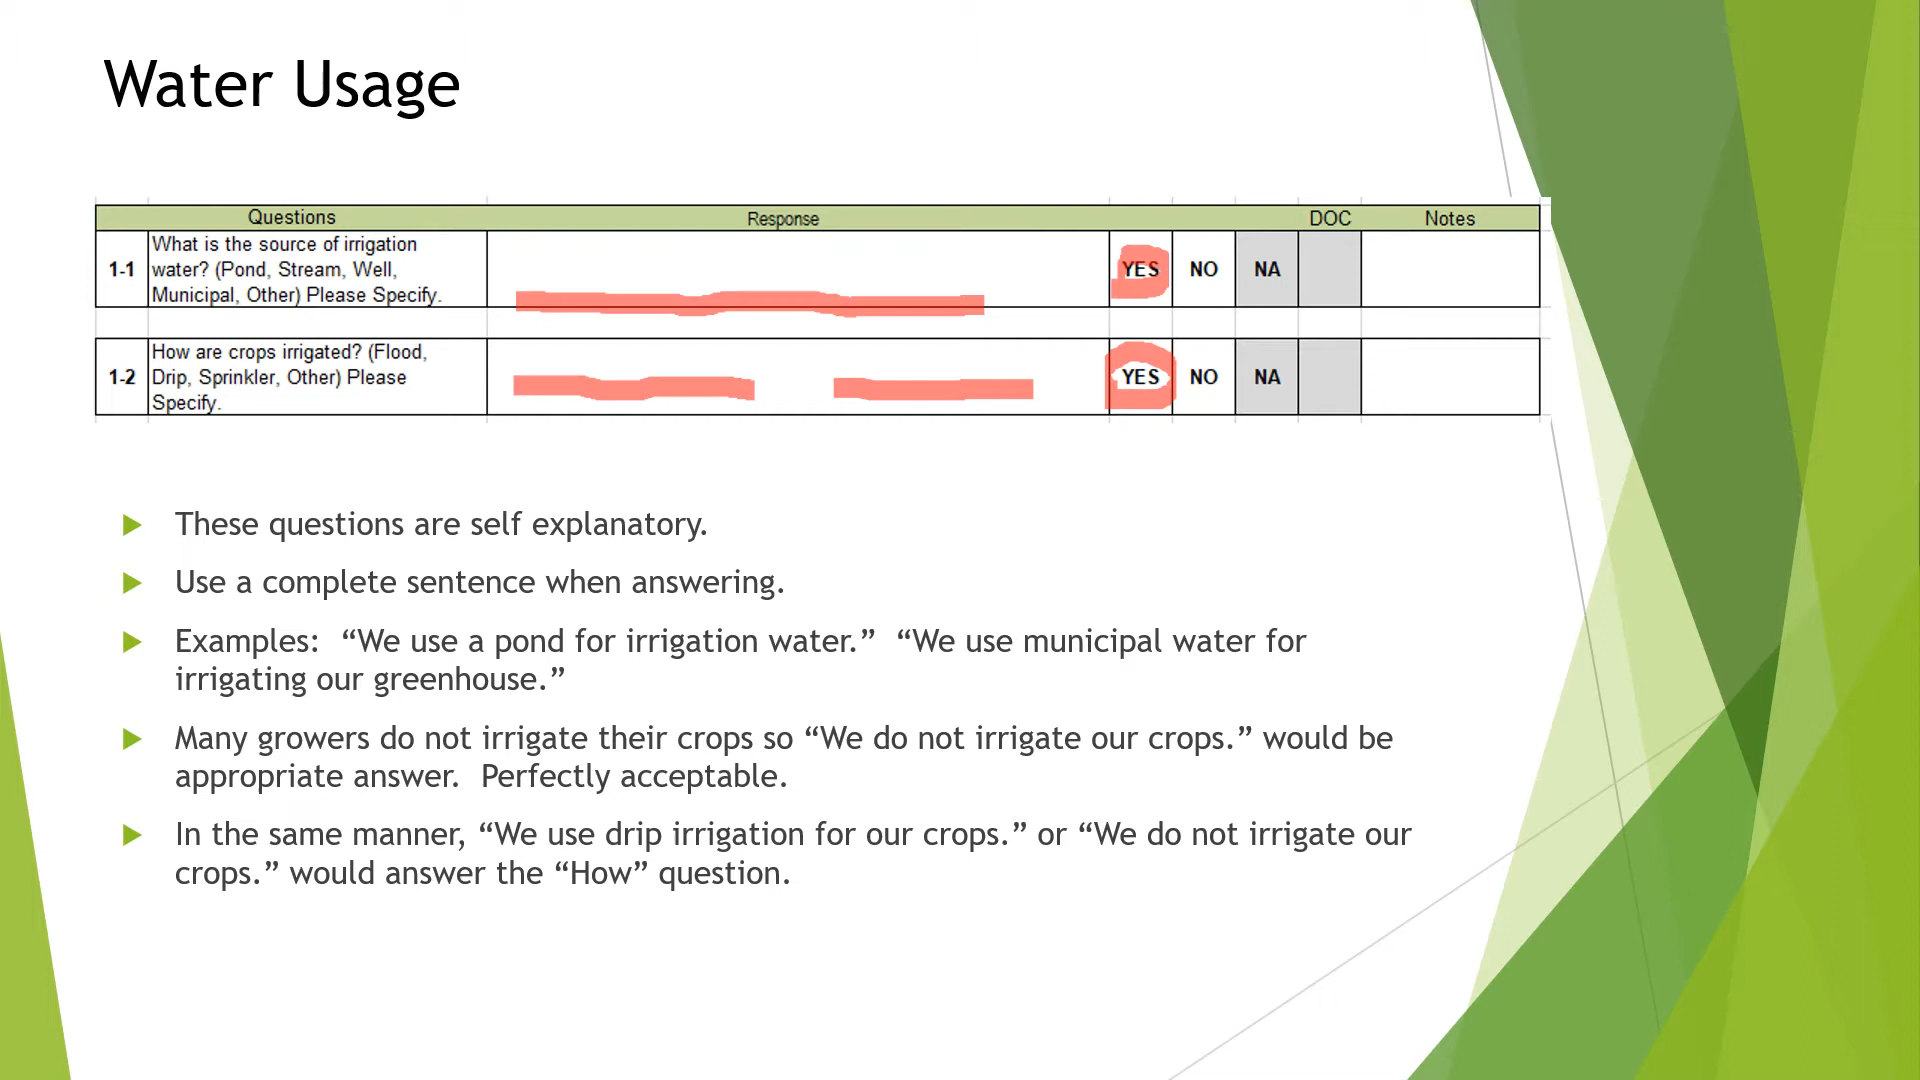 Water Usage
Questions Response DOC Notes
1-1 What is the source of irrigation water? (Pond, Stream, Well, Municipal, Other) Please Specify. YES NO NA
1-2 How are crops irrigated? (Flood, Drip, Sprinkler, Other) Please Specify. YES NO NA
These questions are self explanatory.
Use a complete sentence when answering.
Examples:  “We use a pond for irrigation water.”  “We use municipal water for
irrigating our greenhouse.”
Many growers do not irrigate their crops so “We do not irrigate our crops.” would be
appropriate answer.  Perfectly acceptable.
In the same manner, “We use drip irrigation for our crops.” or “We do not irrigate our
crops.” would answer the “How” question.